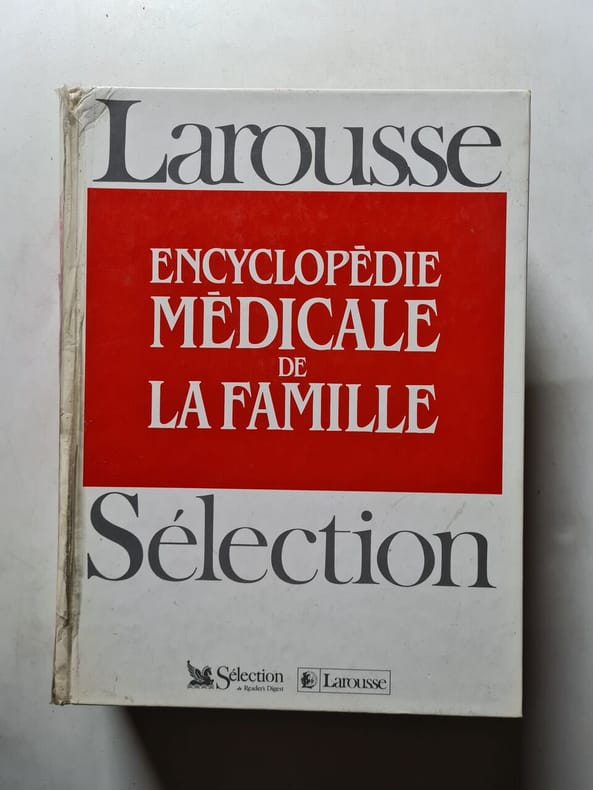 Larousse
ENCYCLOPÉDIE
MÉDICALE
DE
LA FAMILLE
Sélection
Sélection
du Reader's Digest
Larousse